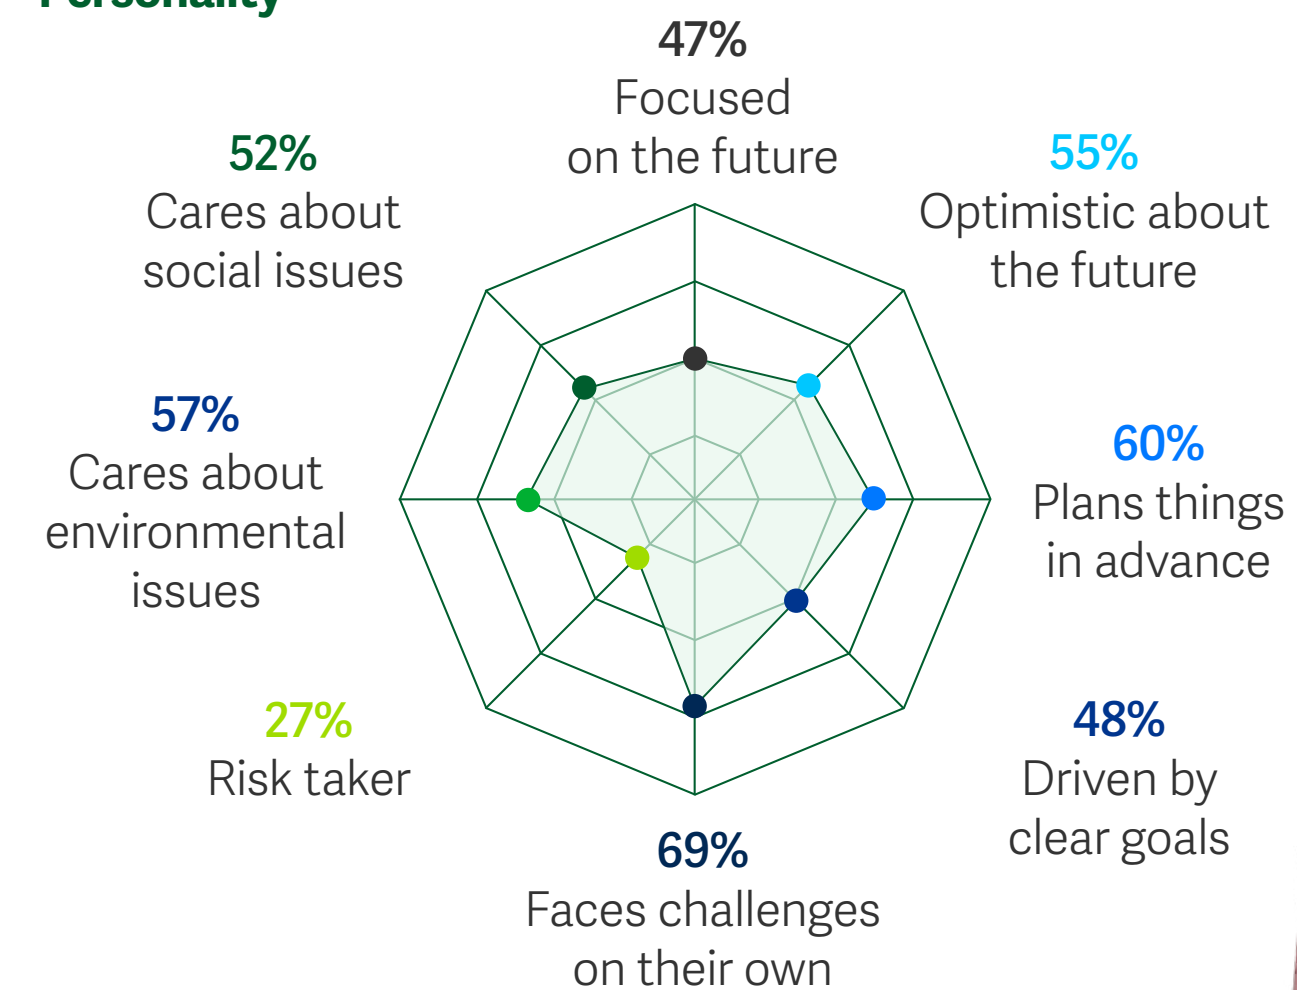 Personality
47%
Focused
on the future
55%
Optimistic about
the future
60%
Plans things
in advance
48%
Driven by
clear goals
69%
Faces challenges
on their own
27%
Risk taker
57%
Cares about
environmental
issues
52%
Cares about
social issues